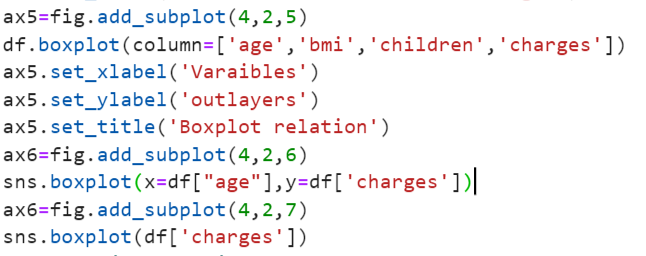 ax5=fig.add_subplot(4,2,5)
df.boxplot(column=['age','bmi','children','charges'])
ax5.set_xlabel('Varaibles')
ax5.set_ylabel('outlayers')
ax5.set_title('Boxplot relation')
ax6=fig.add_subplot(4,2,6)
sns.boxplot(x=df["age"],y=df['charges'])
ax6=fig.add_subplot(4,2,7)
sns.boxplot(df['charges'])